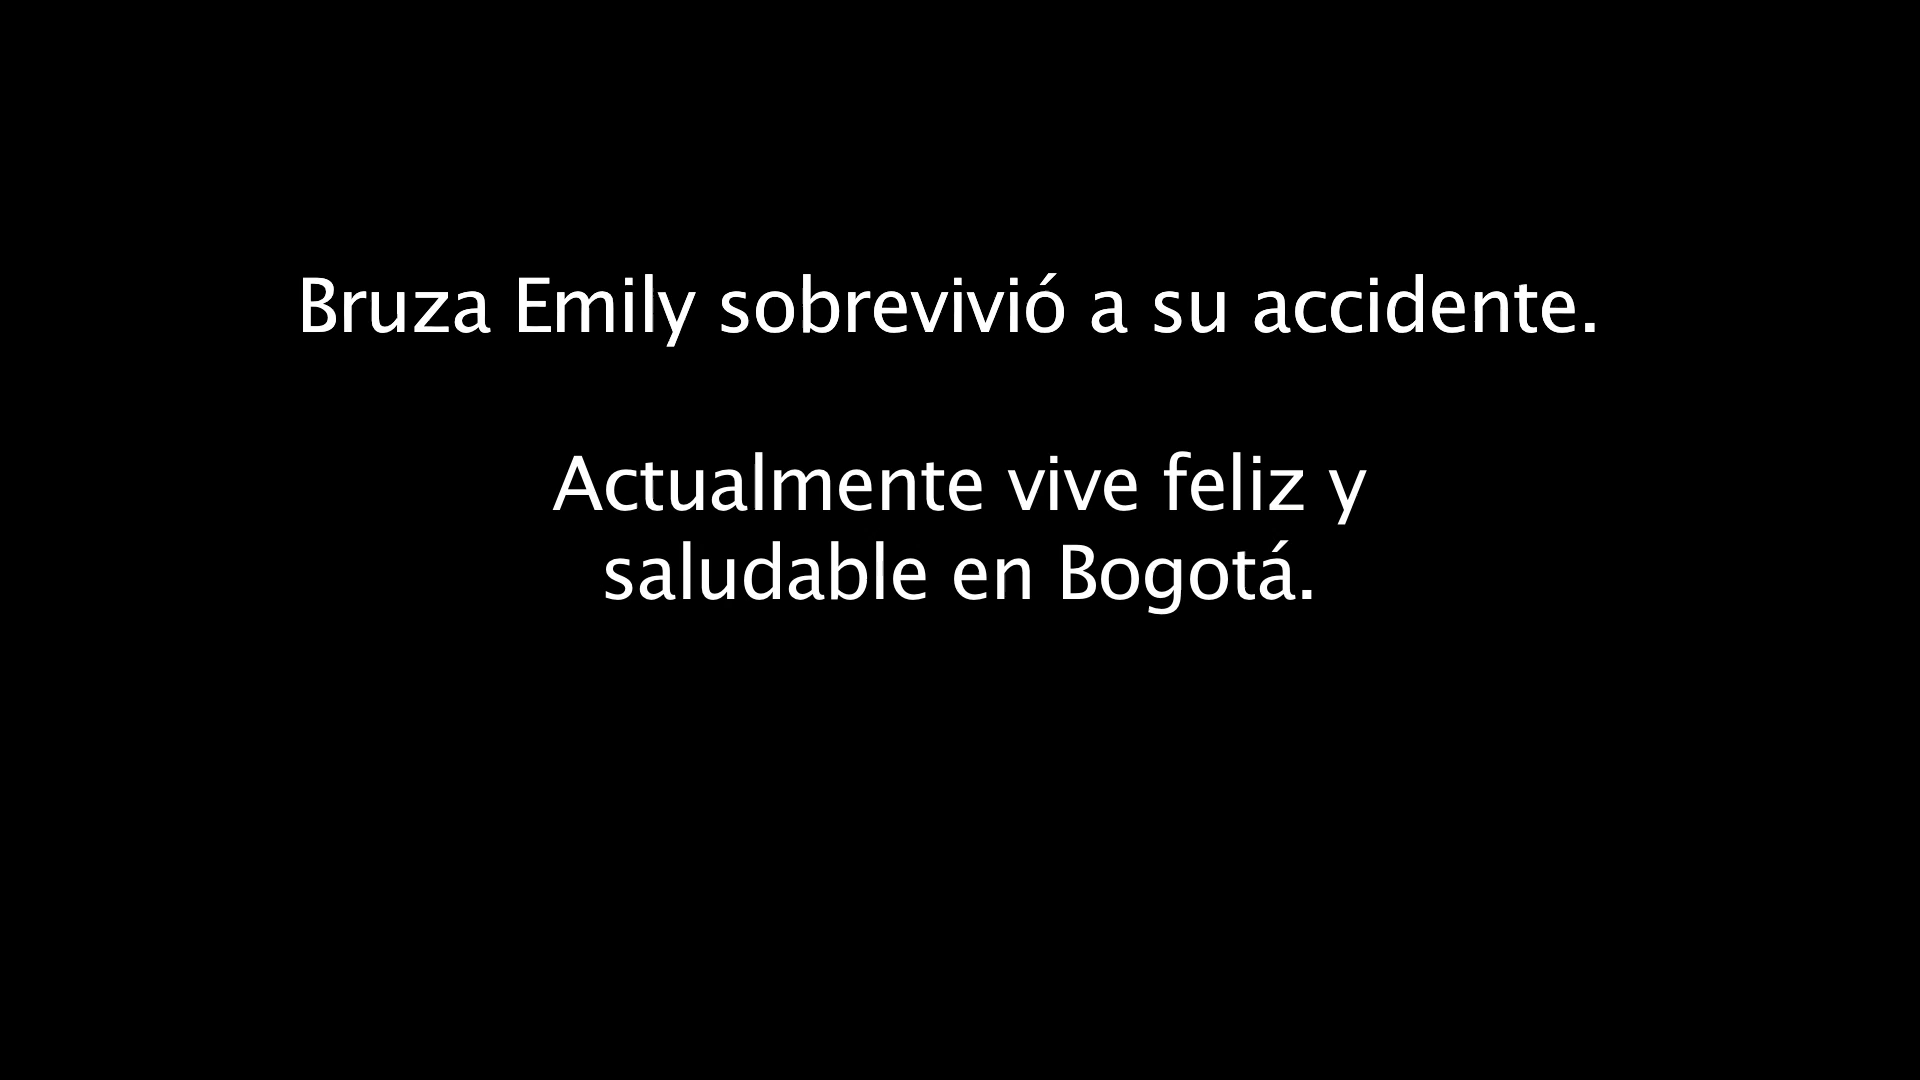 Bruza Emily sobrevivió a su accidente.
Actualmente vive feliz y
saludable en Bogotá.